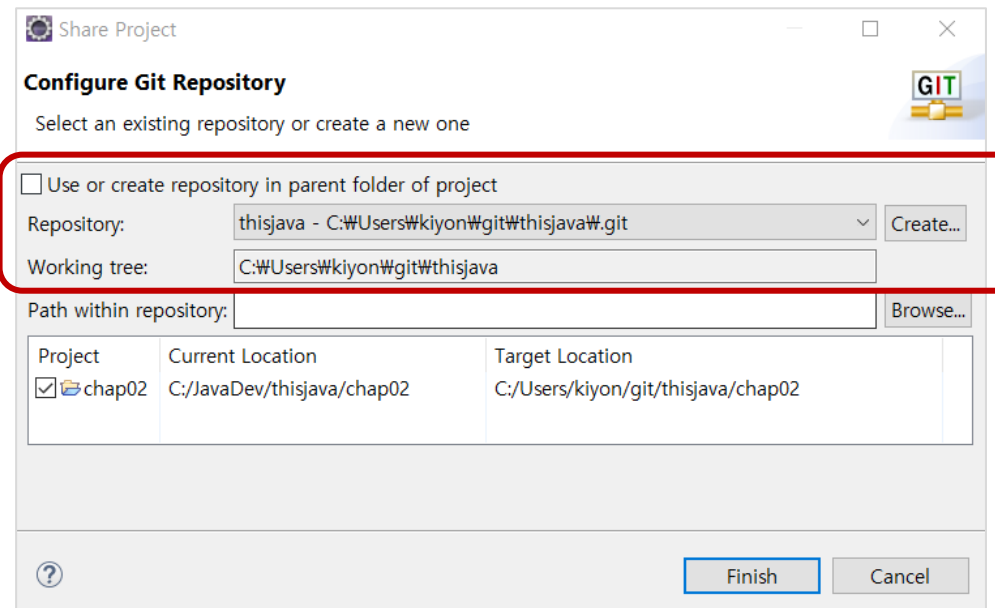 Share Project
Configure Git Repository
GIT
Select an existing repository or create a new one
Use or create repository in parent folder of project
Repository: thisjava - C:₩Users₩kiyon₩git₩thisjava₩.git Create...
Working tree: C:₩Users₩kiyon₩git₩thisjava
Path within repository: Browse...
Project Current Location Target Location
chap02 C:/JavaDev/thisjava/chap02 C:/Users/kiyon/git/thisjava/chap02
? Finish Cancel